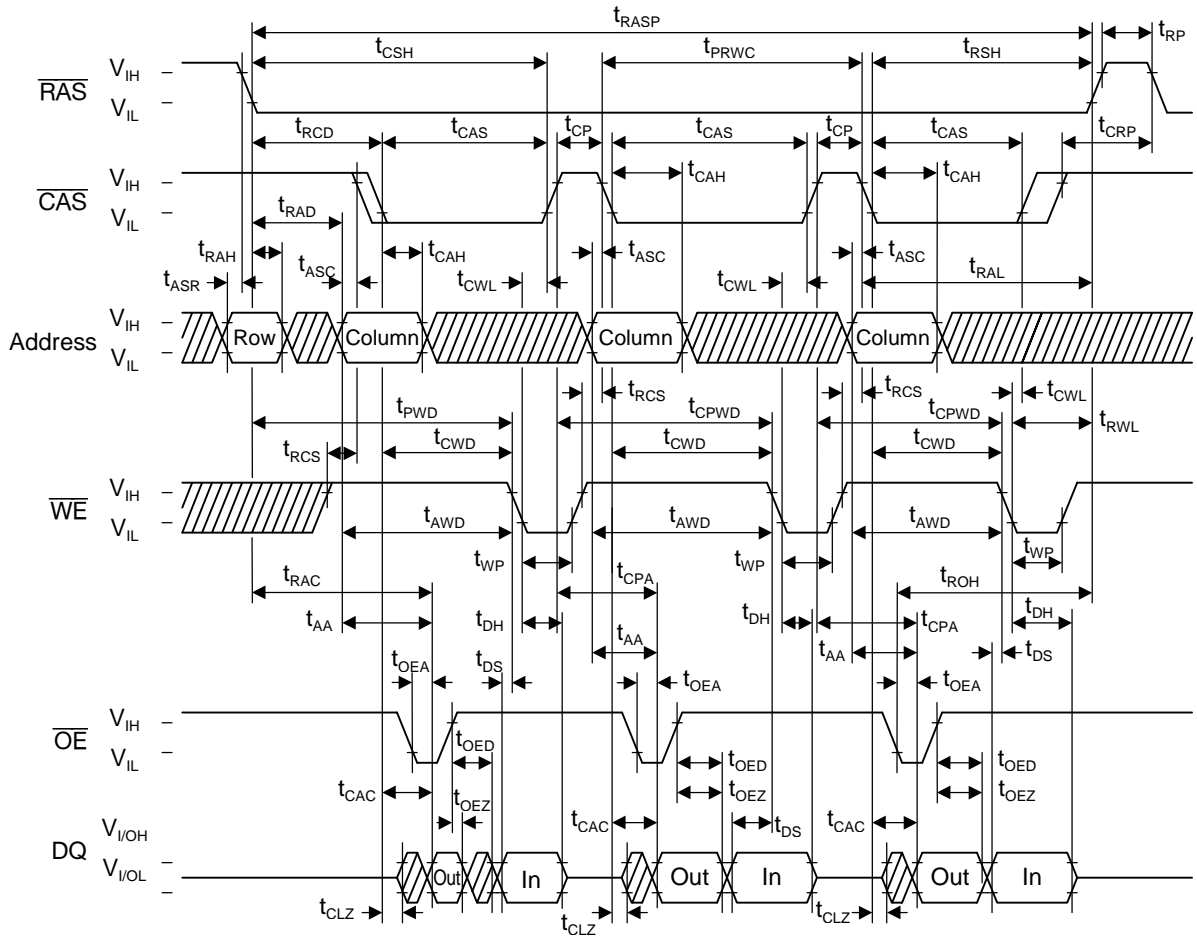 tRASP
tRP
tCSH
tPRWC
tRSH
RAS
VIH
VIL
tRCD
tCAS
tCP
tCAS
tCP
tCAS
tCRP
CAS
VIH
VIL
tCAH
tCAH
tRAD
tRAH
tASR
tASC
tCAH
tCWL
tASC
tCWL
tASC
tRAL
Address
VIH
VIL
Row
Column
Column
Column
tRCS
tRCS
tCWL
tPWD
tCPWD
tCPWD
tRWL
tRCS
tCWD
tCWD
tCWD
WE
VIH
VIL
tAWD
tAWD
tAWD
tWP
tWP
tWP
tRAC
tCPA
tROH
tAA
tDH
tAA
tDH
tCPA
tDH
tAA
tOEA
tDS
tOEA
tOEA
tDS
OE
VIH
VIL
tOED
tOED
tOED
tCAC
tOEZ
tOEZ
tOEZ
tCAC
tDS
tCAC
DQ
VI/OH
VI/OL
Out
In
Out
In
Out
In
tCLZ
tCLZ
tCLZ